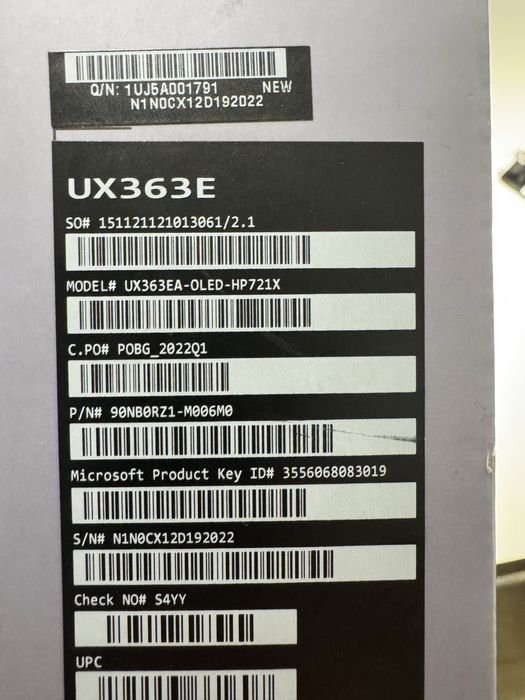 Q/N: 1UJ5A001791 NEW
N1N0CX12D192022
UX363E
SO# 151121121013061/2.1
MODEL# UX363EA-OLED-HP721X
C.PO# POBG_2022Q1
P/N# 90NB0RZ1-M006M0
Microsoft Product Key ID# 3556068083019
S/N# N1N0CX12D192022
Check NO# S4YY
UPC